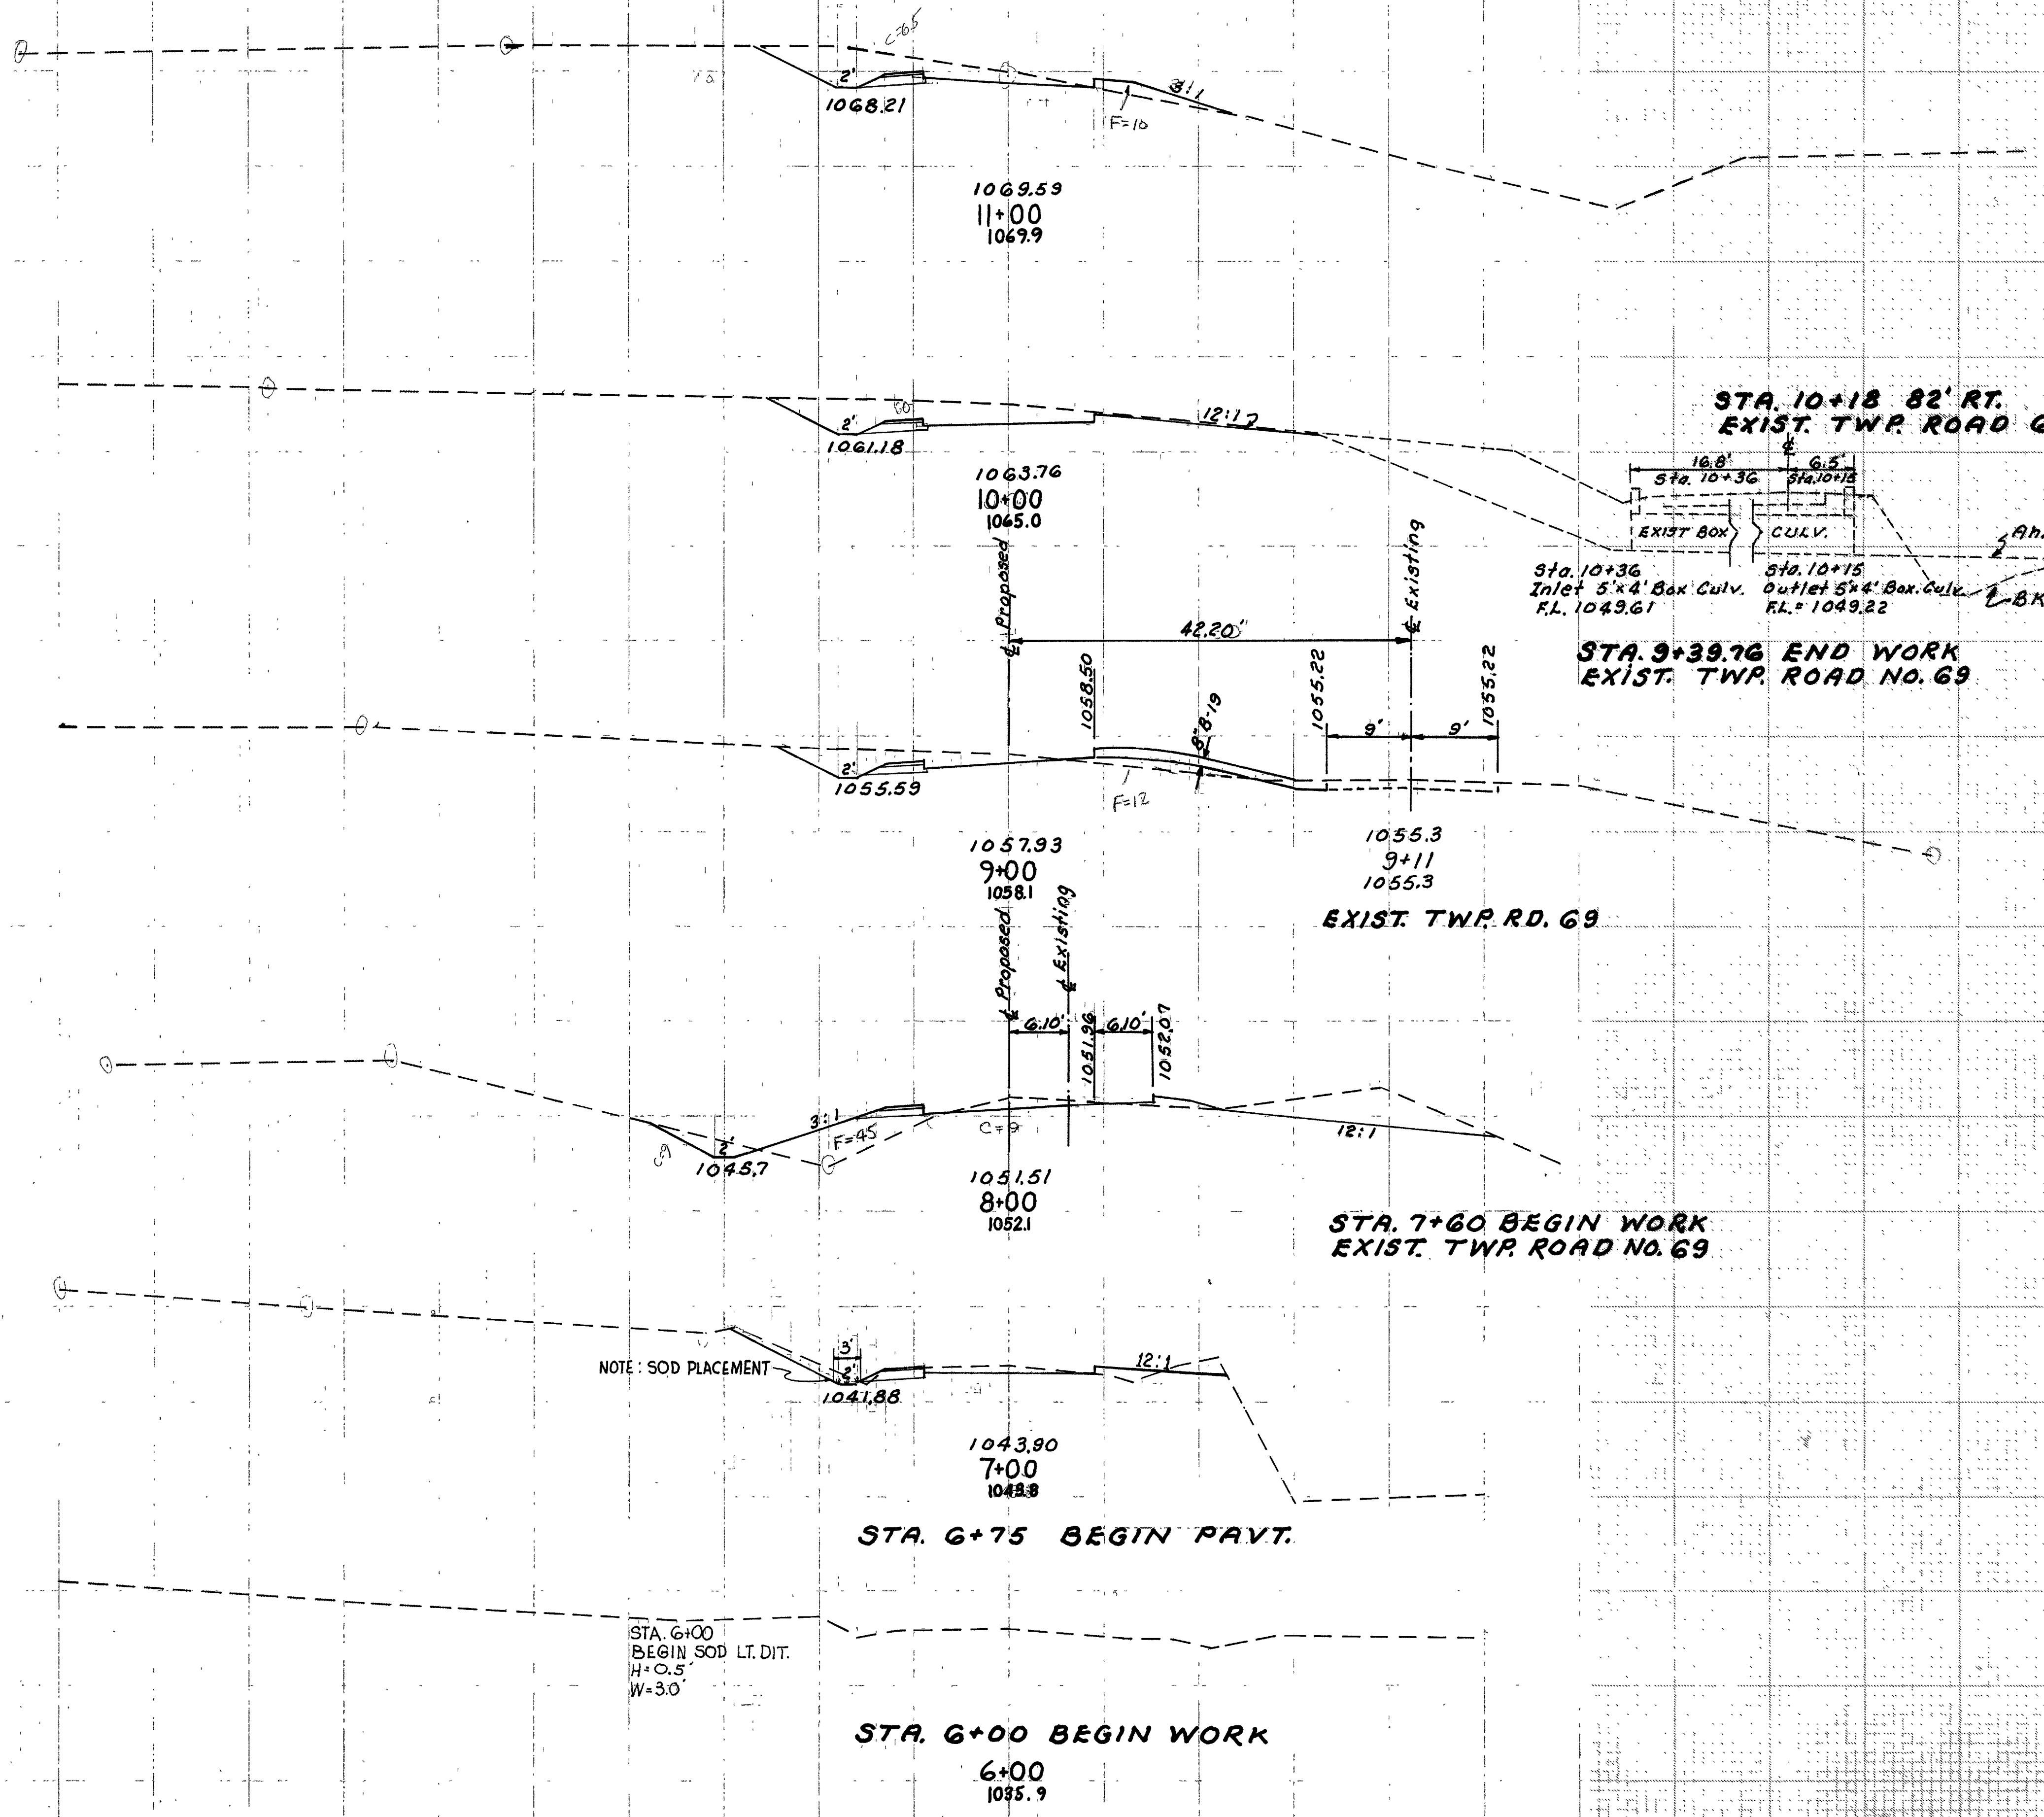 C=65
2'
1068.21
3:1
F=10
1069.59
11+00
1069.9
60
2'
1061.18
12:1
1063.76
10+00
1065.0
STA. 10+18 82' RT.
EXIST. TWP. ROAD
℄
16.8' 6.5'
Sta. 10+36 Sta. 10+15
EXIST BOX CULV.
Sta. 10+36
Inlet 5'x4' Box Culv.
F.L. 1049.61
Sta. 10+15
Outlet 5'x4' Box Culv.
F.L. = 1049.22
Ah.
BK
STA. 9+39.76 END WORK
EXIST. TWP. ROAD NO. 69
℄ Proposed
℄ Existing
42.20'
1058.50
8" B-19
1055.22
1055.22
9' 9'
2'
1055.59
F=12
1057.93
9+00
1058.1
1055.3
9+11
1055.3
EXIST. TWP. RD. 69
℄ Proposed
℄ Existing
6.10' 6.10'
1051.96
1052.07
3:1
2'
F=45
C=9
12:1
1045.7
1051.51
8+00
1052.1
STA. 7+60 BEGIN WORK
EXIST. TWP. ROAD NO. 69
3'
2'
12:1
NOTE: SOD PLACEMENT
1041.88
1043.90
7+00
STA. 6+75 BEGIN PAVT.
STA. 6+00
BEGIN SOD LT. DIT.
H=0.5'
W=3.0'
STA. 6+00 BEGIN WORK
6+00
1035.9